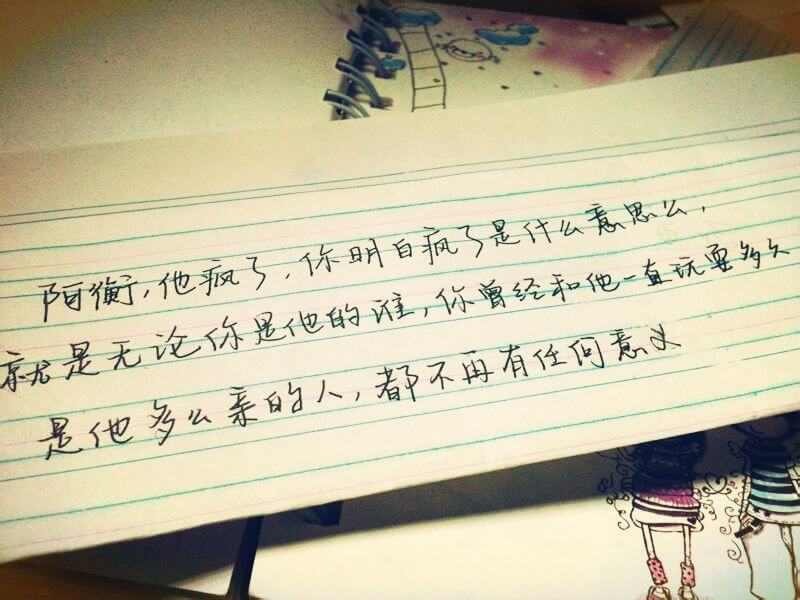 陌衡,他疯了,你明白疯了是什么意思么,
就是无论你是他的谁,你曾经和他一直玩耍多久
是他多么亲的人,都不再有任何意义